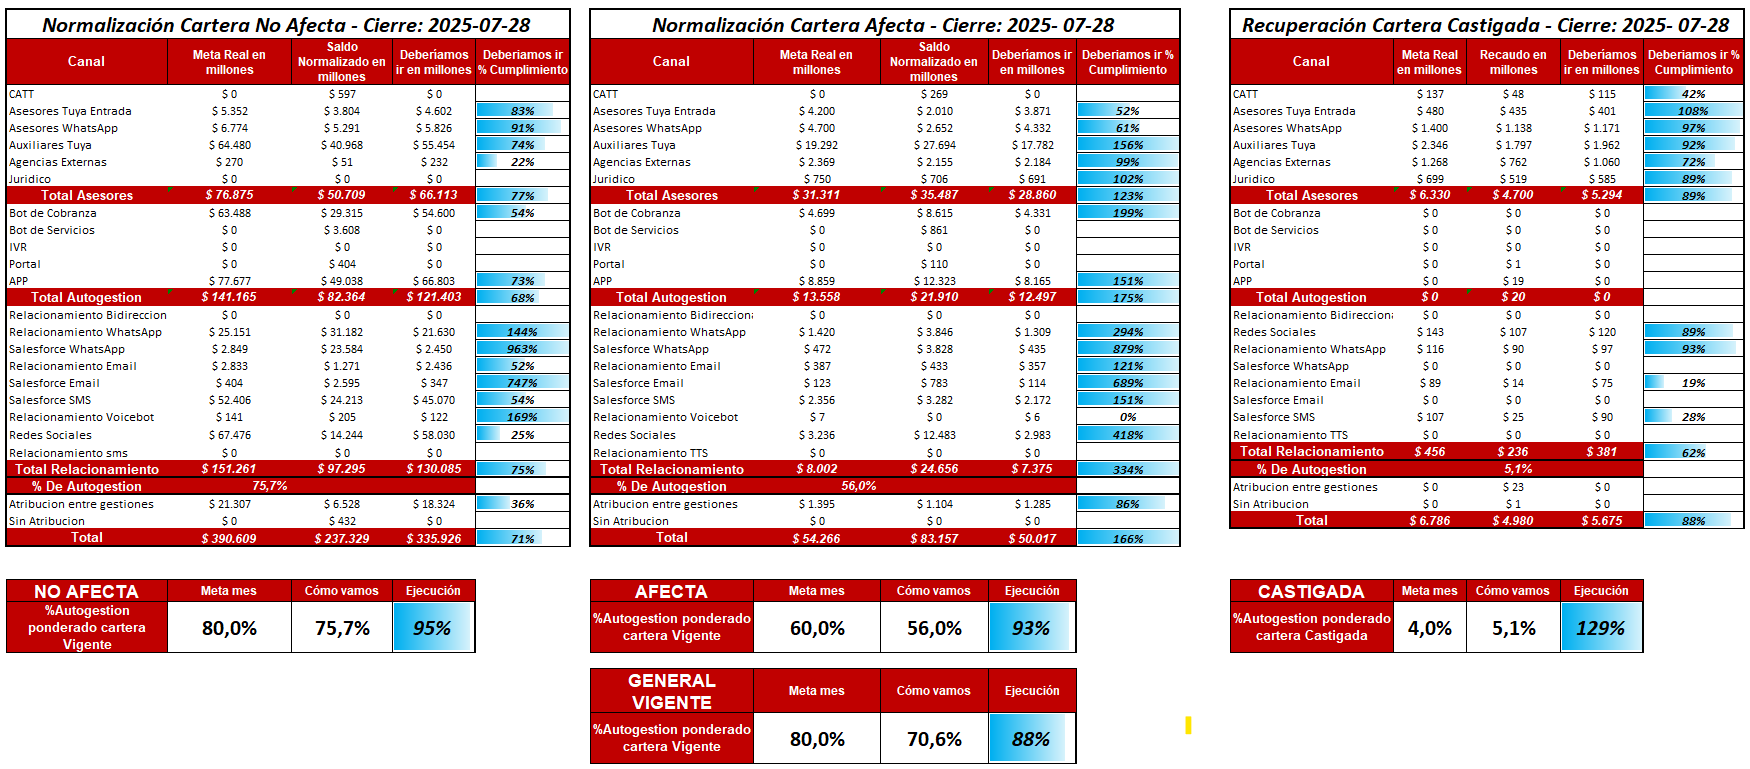 Normalización Cartera No Afecta - Cierre: 2025-07-28
Canal Meta Real en millones Saldo Normalizado en millones Deberíamos ir en millones Deberiamos ir % Cumplimiento
CATT $ 0 $ 597 $ 0
Asesores Tuya Entrada $ 5.352 $ 3.804 $ 4.602 83%
Asesores WhatsApp $ 6.774 $ 5.291 $ 5.826 91%
Auxiliares Tuya $ 64.480 $ 40.968 $ 55.454 74%
Agencias Externas $ 270 $ 51 $ 232 22%
Juridico $ 0 $ 0 $ 0
Total Asesores $ 76.875 $ 50.709 $ 66.113 77%
Bot de Cobranza $ 63.488 $ 29.315 $ 54.600 54%
Bot de Servicios $ 0 $ 3.608 $ 0
IVR $ 0 $ 0 $ 0
Portal $ 0 $ 404 $ 0
APP $ 77.677 $ 49.038 $ 66.803 73%
Total Autogestion $ 141.165 $ 82.364 $ 121.403 68%
Relacionamiento Bidireccion $ 0 $ 0 $ 0
Relacionamiento WhatsApp $ 25.151 $ 31.182 $ 21.630 144%
Salesforce WhatsApp $ 2.849 $ 23.584 $ 2.450 963%
Relacionamiento Email $ 2.833 $ 1.271 $ 2.436 52%
Salesforce Email $ 404 $ 2.595 $ 347 747%
Salesforce SMS $ 52.406 $ 24.213 $ 45.070 54%
Relacionamiento Voicebot $ 141 $ 205 $ 122 169%
Redes Sociales $ 67.476 $ 14.244 $ 58.030 25%
Relacionamiento sms $ 0 $ 0 $ 0
Total Relacionamiento $ 151.261 $ 97.295 $ 130.085 75%
% De Autogestion 75,7%
Atribucion entre gestiones $ 21.307 $ 6.528 $ 18.324 36%
Sin Atribucion $ 0 $ 432 $ 0
Total $ 390.609 $ 237.329 $ 335.926 71%
NO AFECTA Meta mes Cómo vamos Ejecución
%Autogestion ponderado cartera Vigente 80,0% 75,7% 95%
Normalización Cartera Afecta - Cierre: 2025- 07-28
Canal Meta Real en millones Saldo Normalizado en millones Deberíamos ir en millones Deberiamos ir % Cumplimiento
CATT $ 0 $ 269 $ 0
Asesores Tuya Entrada $ 4.200 $ 2.010 $ 3.871 52%
Asesores WhatsApp $ 4.700 $ 2.652 $ 4.332 61%
Auxiliares Tuya $ 19.292 $ 27.694 $ 17.782 156%
Agencias Externas $ 2.369 $ 2.155 $ 2.184 99%
Juridico $ 750 $ 706 $ 691 102%
Total Asesores $ 31.311 $ 35.487 $ 28.860 123%
Bot de Cobranza $ 4.699 $ 8.615 $ 4.331 199%
Bot de Servicios $ 0 $ 861 $ 0
IVR $ 0 $ 0 $ 0
Portal $ 0 $ 110 $ 0
APP $ 8.859 $ 12.323 $ 8.165 151%
Total Autogestion $ 13.558 $ 21.910 $ 12.497 175%
Relacionamiento Bidirecciona $ 0 $ 0 $ 0
Relacionamiento WhatsApp $ 1.420 $ 3.846 $ 1.309 294%
Salesforce WhatsApp $ 472 $ 3.828 $ 435 879%
Relacionamiento Email $ 387 $ 433 $ 357 121%
Salesforce Email $ 123 $ 783 $ 114 689%
Salesforce SMS $ 2.356 $ 3.282 $ 2.172 151%
Relacionamiento Voicebot $ 7 $ 0 $ 6 0%
Redes Sociales $ 3.236 $ 12.483 $ 2.983 418%
Relacionamiento TTS $ 0 $ 0 $ 0
Total Relacionamiento $ 8.002 $ 24.656 $ 7.375 334%
% De Autogestion 56,0%
Atribucion entre gestiones $ 1.395 $ 1.104 $ 1.285 86%
Sin Atribucion $ 0 $ 0 $ 0
Total $ 54.266 $ 83.157 $ 50.017 166%
AFECTA Meta mes Cómo vamos Ejecución
%Autogestion ponderado cartera Vigente 60,0% 56,0% 93%
GENERAL VIGENTE Meta mes Cómo vamos Ejecución
%Autogestion ponderado cartera Vigente 80,0% 70,6% 88%
Recuperación Cartera Castigada - Cierre: 2025- 07-28
Canal Meta Real en millones Recaudo en millones Deberíamos ir en millones Deberiamos ir % Cumplimiento
CATT $ 137 $ 48 $ 115 42%
Asesores Tuya Entrada $ 480 $ 435 $ 401 108%
Asesores WhatsApp $ 1.400 $ 1.138 $ 1.171 97%
Auxiliares Tuya $ 2.346 $ 1.797 $ 1.962 92%
Agencias Externas $ 1.268 $ 762 $ 1.060 72%
Juridico $ 699 $ 519 $ 585 89%
Total Asesores $ 6.330 $ 4.700 $ 5.294 89%
Bot de Cobranza $ 0 $ 0 $ 0
Bot de Servicios $ 0 $ 0 $ 0
IVR $ 0 $ 0 $ 0
Portal $ 0 $ 1 $ 0
APP $ 0 $ 19 $ 0
Total Autogestion $ 0 $ 20 $ 0
Relacionamiento Bidirecciona $ 0 $ 0 $ 0
Redes Sociales $ 143 $ 107 $ 120 89%
Relacionamiento WhatsApp $ 116 $ 90 $ 97 93%
Salesforce WhatsApp $ 0 $ 0 $ 0
Relacionamiento Email $ 89 $ 14 $ 75 19%
Salesforce Email $ 0 $ 0 $ 0
Salesforce SMS $ 107 $ 25 $ 90 28%
Relacionamiento TTS $ 0 $ 0 $ 0
Total Relacionamiento $ 456 $ 236 $ 381 62%
% De Autogestion 5,1%
Atribucion entre gestiones $ 0 $ 23 $ 0
Sin Atribucion $ 0 $ 1 $ 0
Total $ 6.786 $ 4.980 $ 5.675 88%
CASTIGADA Meta mes Cómo vamos Ejecución
%Autogestion ponderado cartera Castigada 4,0% 5,1% 129%